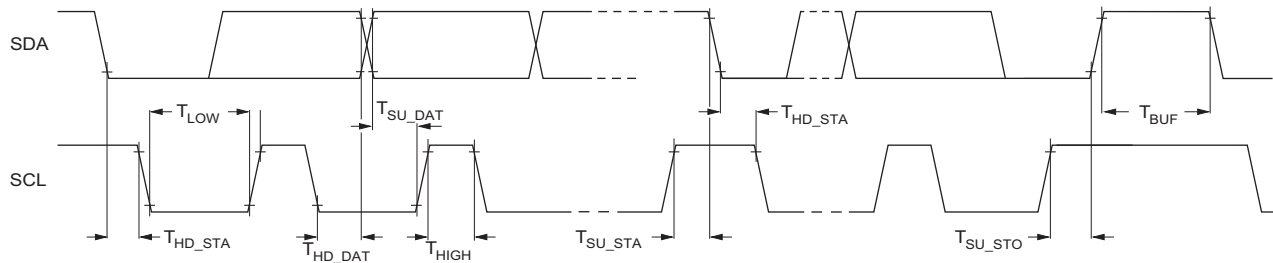 SDA
T_LOW
T_SU_DAT
T_HD_STA
T_BUF
SCL
T_HD_STA
T_HD_DAT
T_HIGH
T_SU_STA
T_SU_STO